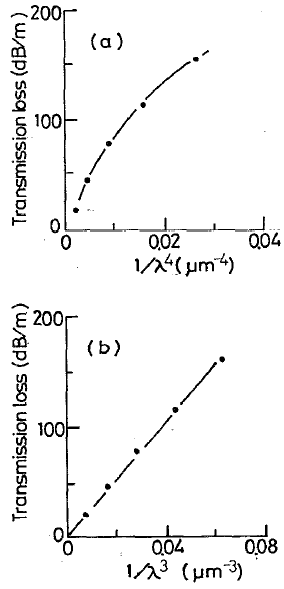 200
(a)
100
0
0
0.02
0.04
Transmission loss (dB/m)
1/λ⁴ (μm⁻⁴)
200
(b)
100
0
0.04
0.08
Transmission loss (dB/m)
1/λ³ (μm⁻³)